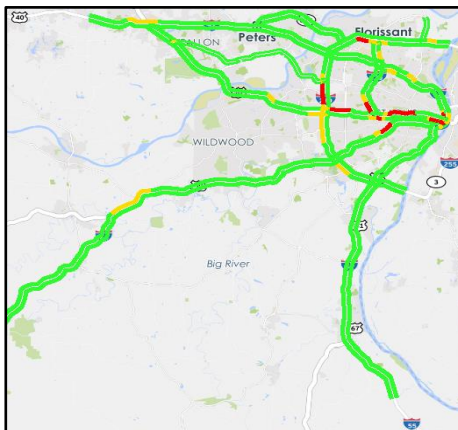 40
Peters
Florissant
ALLON
WILDWOOD
255
3
Big River
67
55